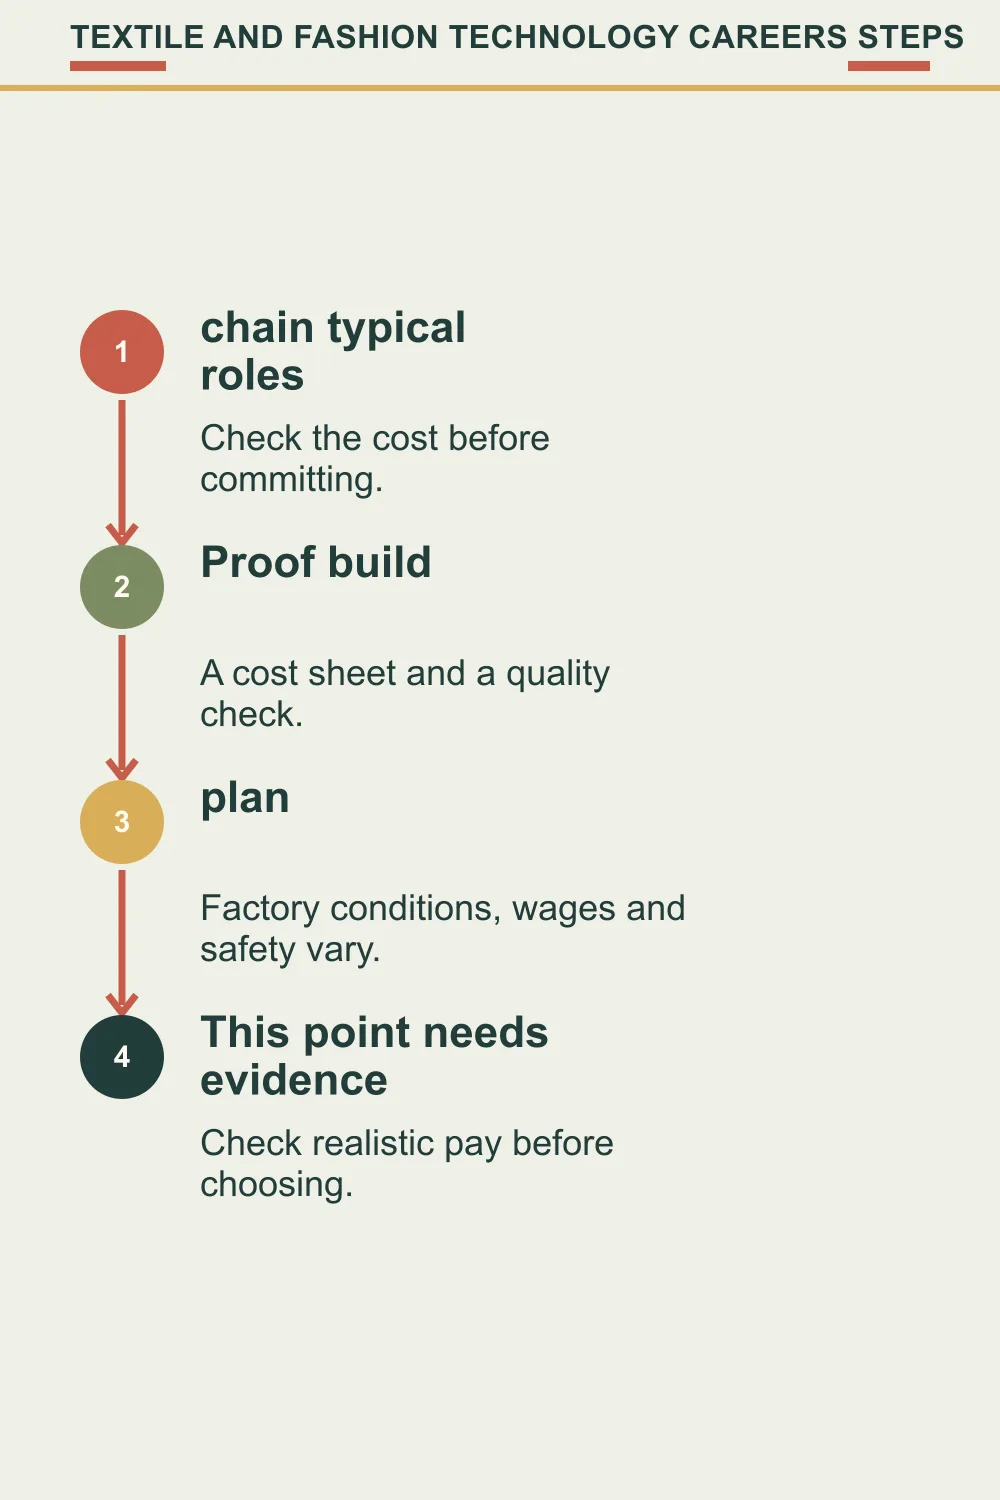 TEXTILE AND FASHION TECHNOLOGY CAREERS STEPS
1
chain typical
roles
Check the cost before
committing.
2
Proof build
A cost sheet and a quality
check.
3
plan
Factory conditions, wages and
safety vary.
4
This point needs
evidence
Check realistic pay before
choosing.